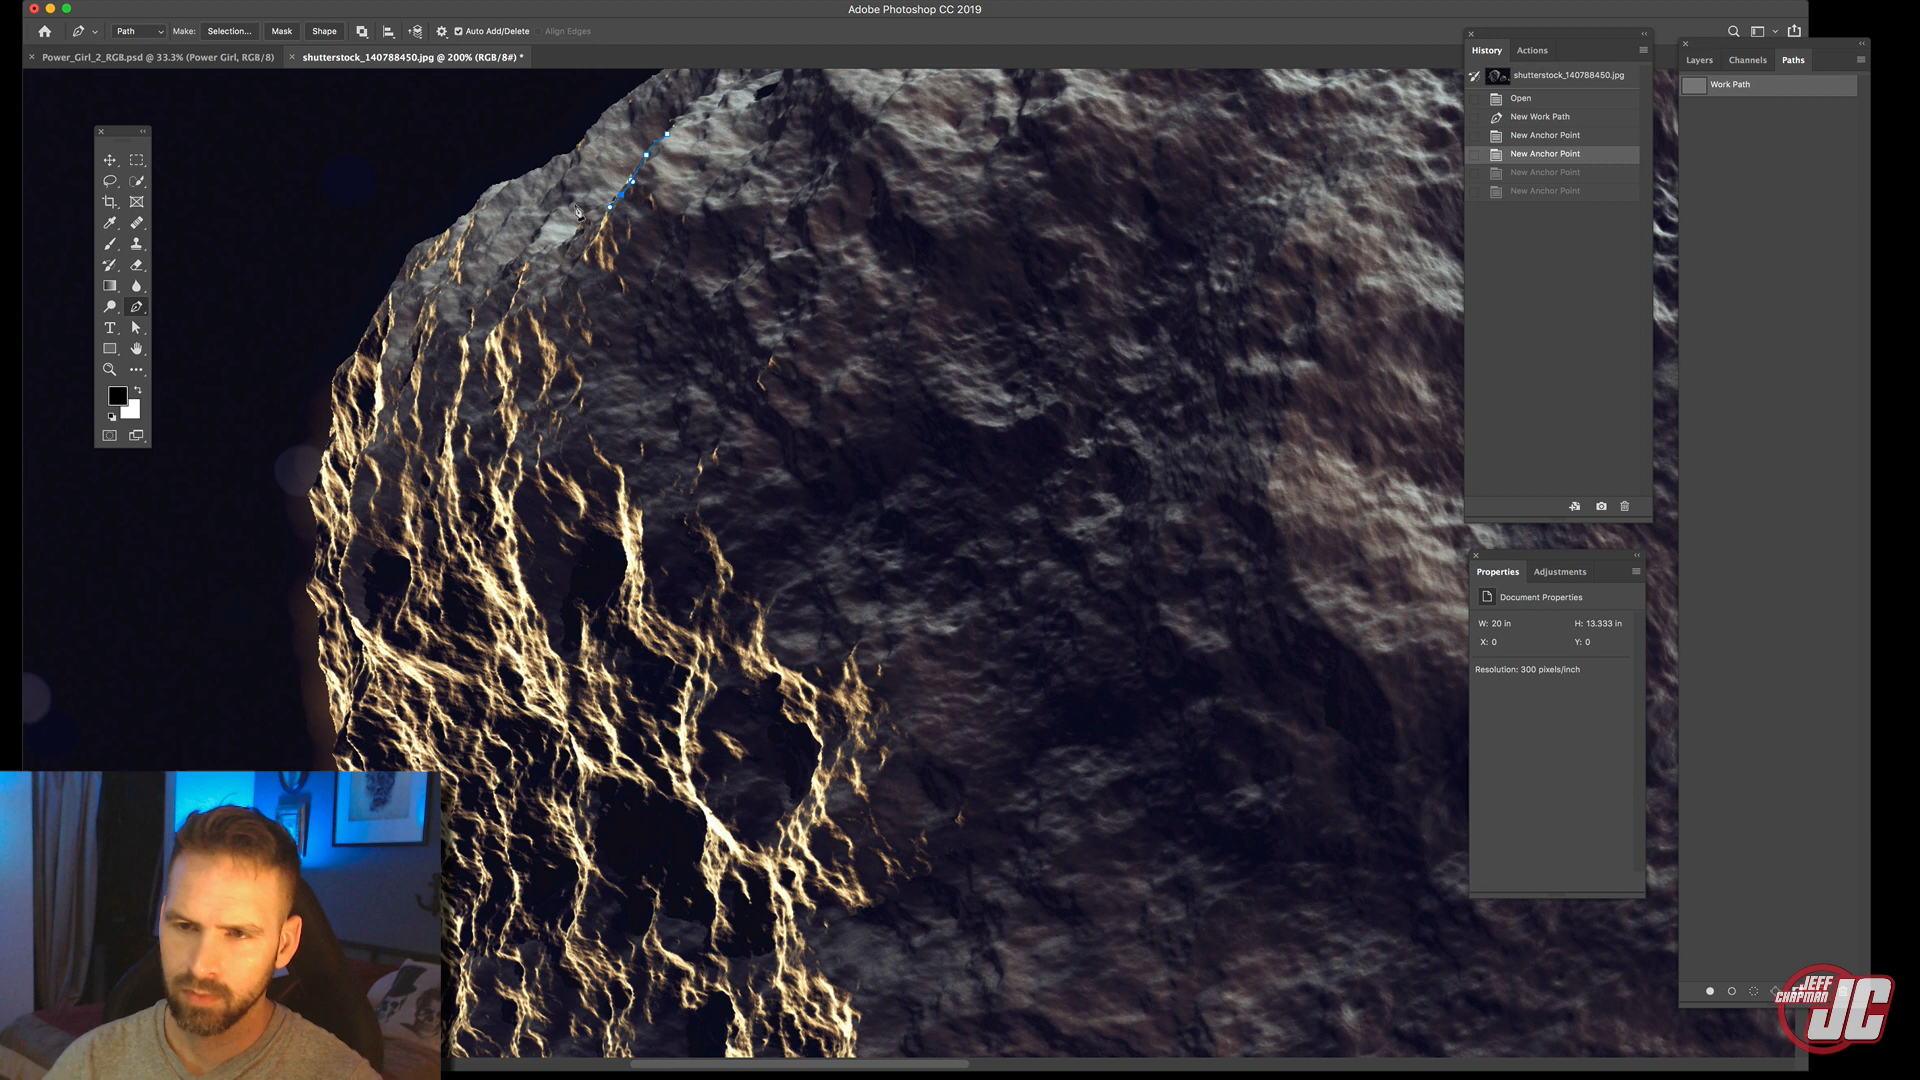 Adobe Photoshop CC 2019
Path
Make:
Selection...
Mask
Shape
Auto Add/Delete
Align Edges
Power_Girl_2_RGB.psd @ 33.3% (Power Girl, RGB/8)
shutterstock_140788450.jpg @ 200% (RGB/8#) *
History
Actions
shutterstock_140788450.jpg
Open
New Work Path
New Anchor Point
New Anchor Point
New Anchor Point
New Anchor Point
Layers
Channels
Paths
Work Path
Properties
Adjustments
Document Properties
W: 20 in
H: 13.333 in
X: 0
Y: 0
Resolution: 300 pixels/inch
JEFF
CHAPMAN
JC